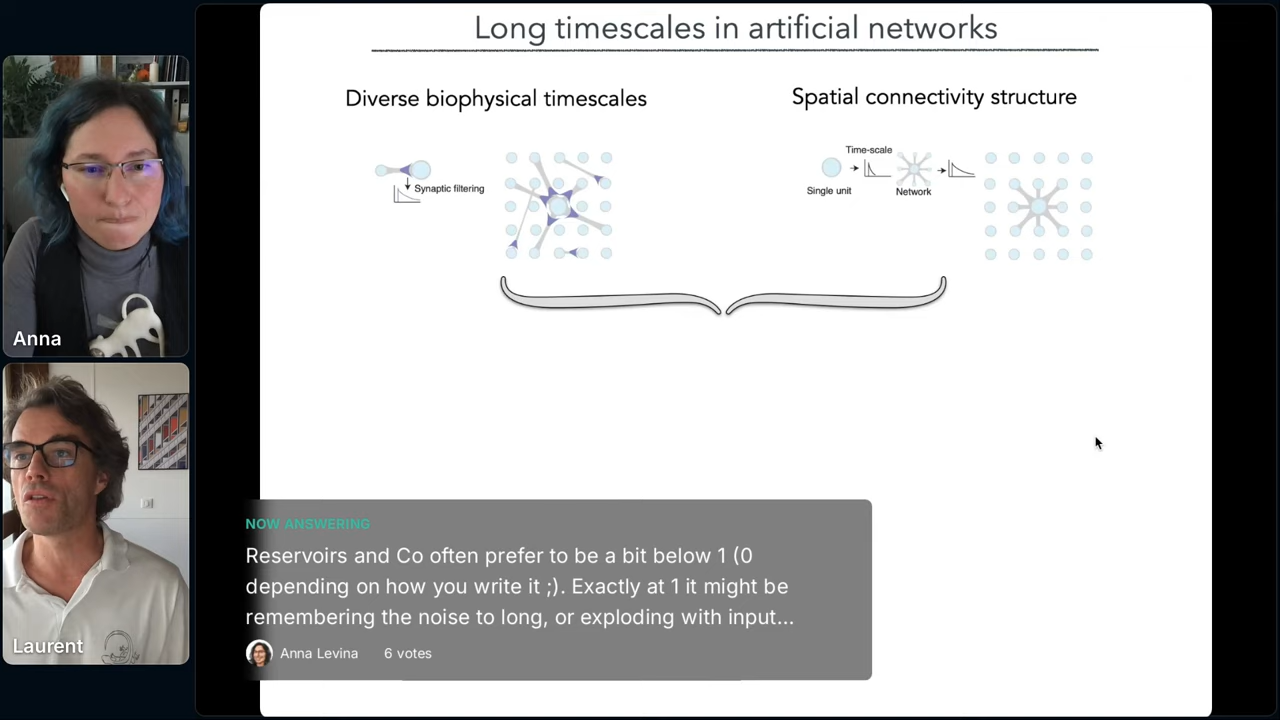 Long timescales in artificial networks
Diverse biophysical timescales
Spatial connectivity structure
Synaptic filtering
Time-scale
Single unit
Network
Anna
Laurent
NOW ANSWERING
Reservoirs and Co often prefer to be a bit below 1 (0
depending on how you write it ;). Exactly at 1 it might be
remembering the noise to long, or exploding with input...
Anna Levina 6 votes